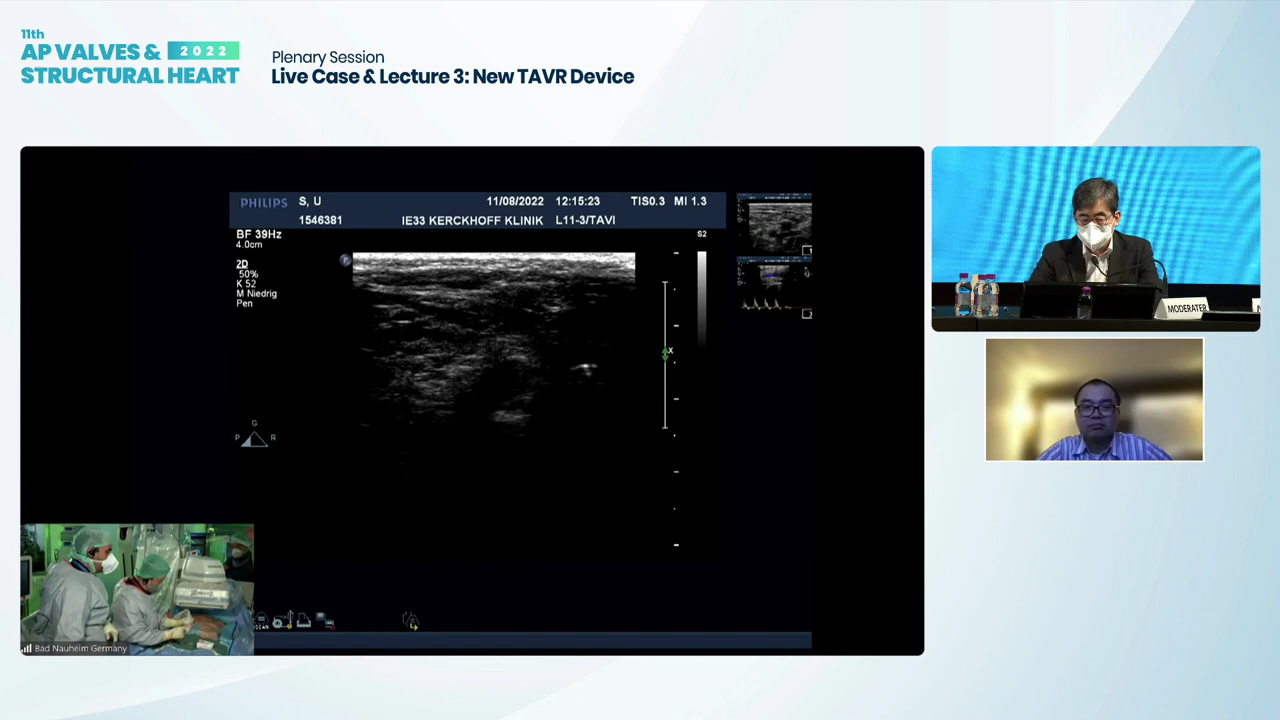 11th
AP VALVES & 2022
STRUCTURAL HEART
Plenary Session
Live Case & Lecture 3: New TAVR Device
PHILIPS S, U 11/08/2022 12:15:23 TIS0.3 MI 1.3
1546381 IE33 KERCKHOFF KLINIK L11-3/TAVI
BF 39Hz
4.0cm
S2
2D
50%
K 52
M Niedrig
Pen
X
G
P R
MODERATER
Bad Nauheim Germany